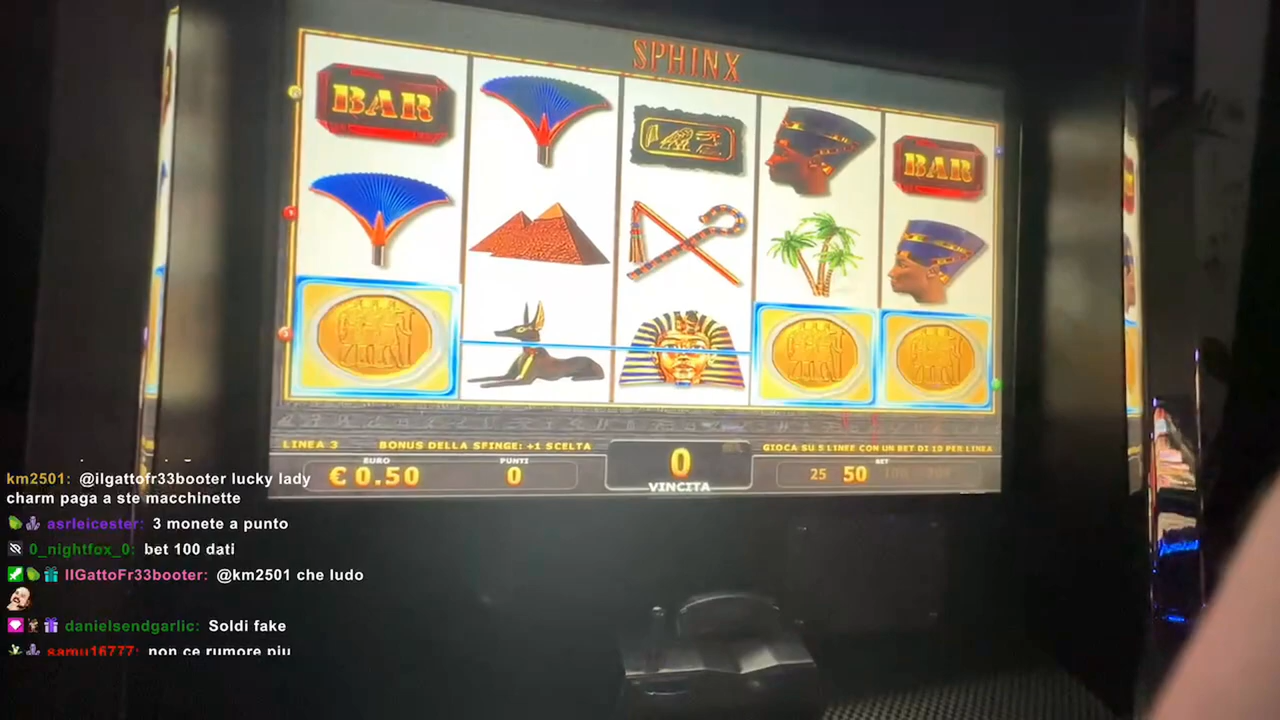 SPHINX
BAR
BAR
LINEA 3
BONUS DELLA SFINGE: +1 SCELTA
GIOCA SU 5 LINEE CON UN BET DI 10 PER LINEA
EURO
€ 0.50
PUNTI
0
0
VINCITA
BET
25 50
km2501: @ilgattofr33booter lucky lady
charm paga a ste macchinette
asrleicester: 3 monete a punto
0_nightfox_0: bet 100 dati
IlGattoFr33booter: @km2501 che ludo
danielsendgarlic: Soldi fake
samu16777: non ce rumore piu